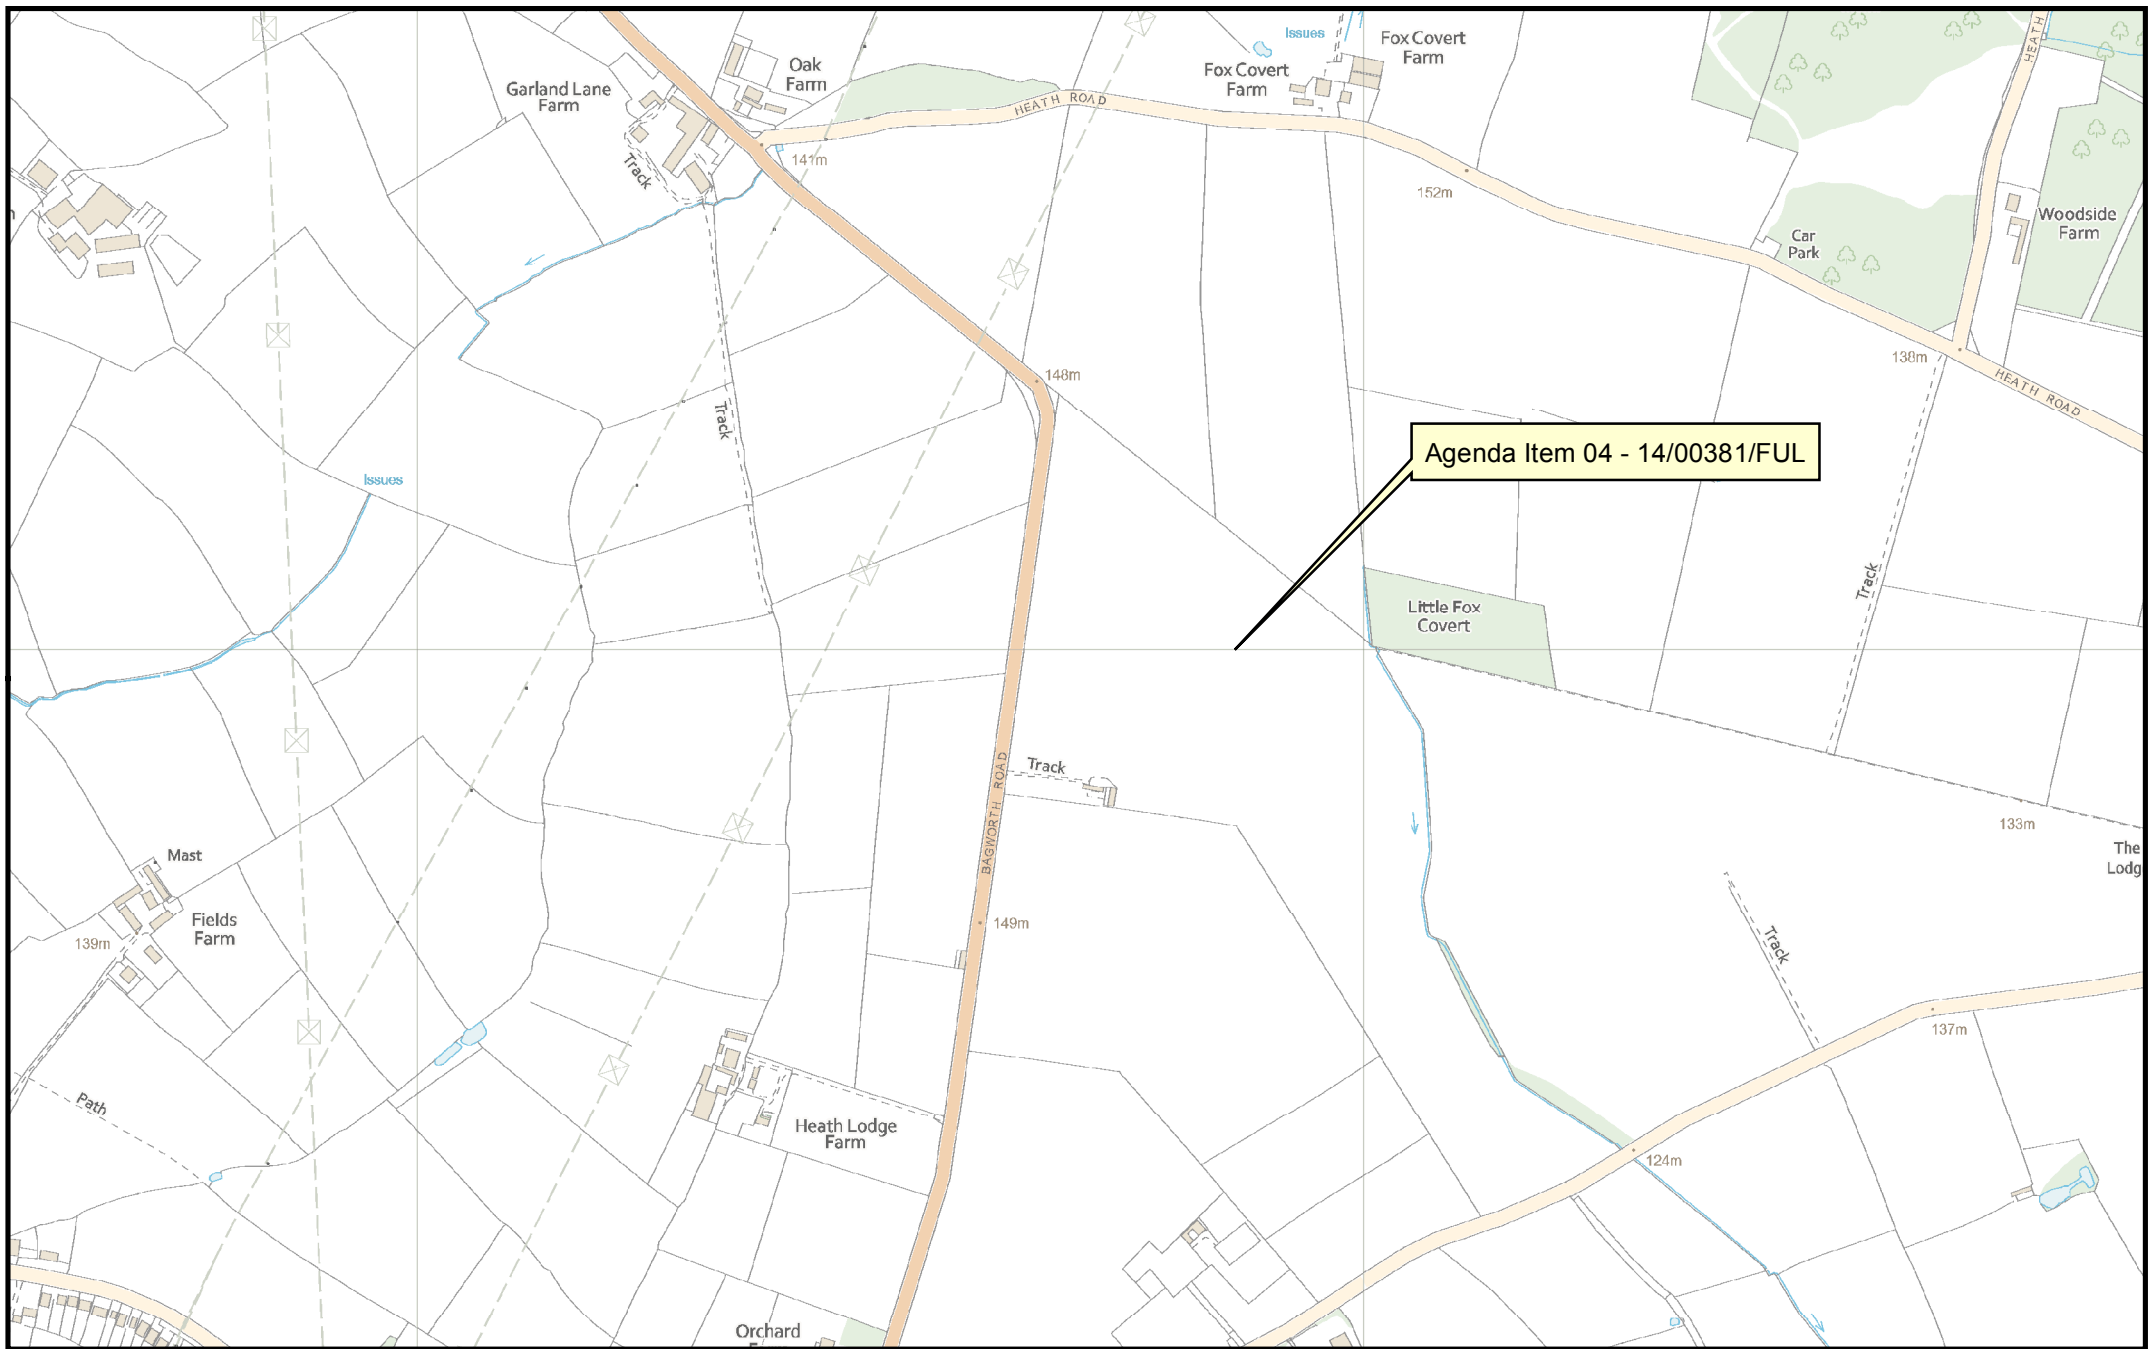 Issues
Fox Covert
Farm
Oak
Farm
Fox Covert
Farm
Garland Lane
Farm
HEATH ROAD
HEATH
141m
Track
152m
Woodside
Farm
Car
Park
138m
HEATH ROAD
148m
Track
Agenda Item 04 - 14/00381/FUL
Issues
Track
Little Fox
Covert
Track
BAGWORTH ROAD
133m
The
Lodg
Mast
Fields
Farm
139m
149m
Track
137m
Path
Heath Lodge
Farm
124m
Orchard